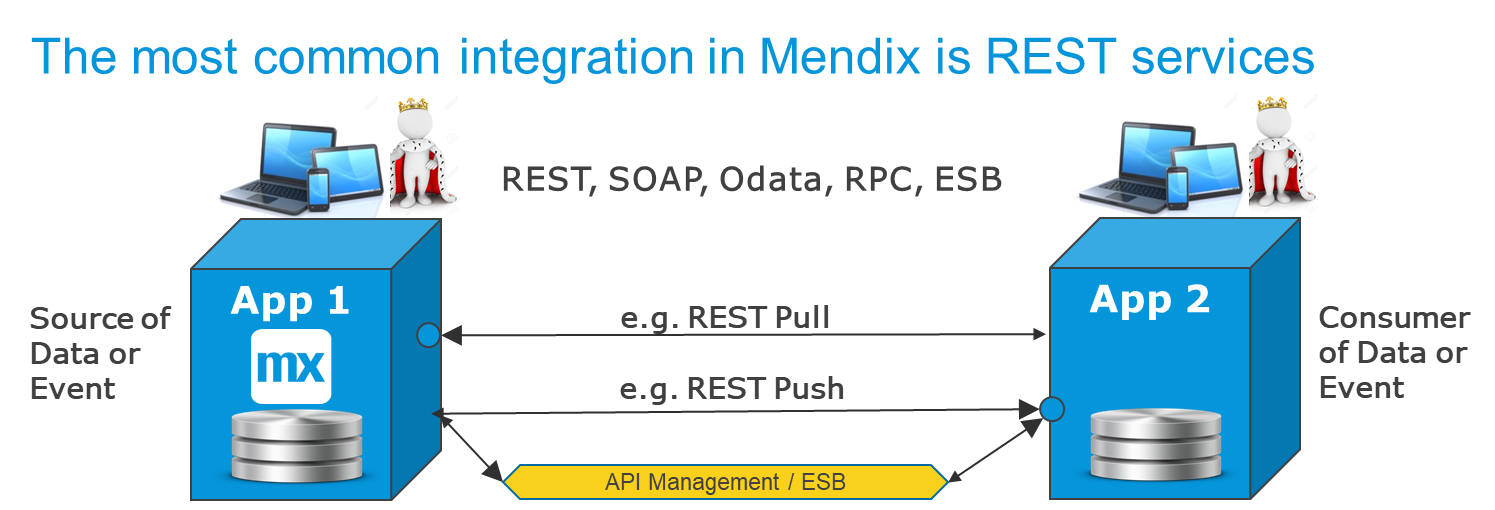 The most common integration in Mendix is REST services
REST, SOAP, Odata, RPC, ESB
Source of
Data or
Event
App 1
mx
e.g. REST Pull
e.g. REST Push
API Management / ESB
App 2
Consumer
of Data or
Event